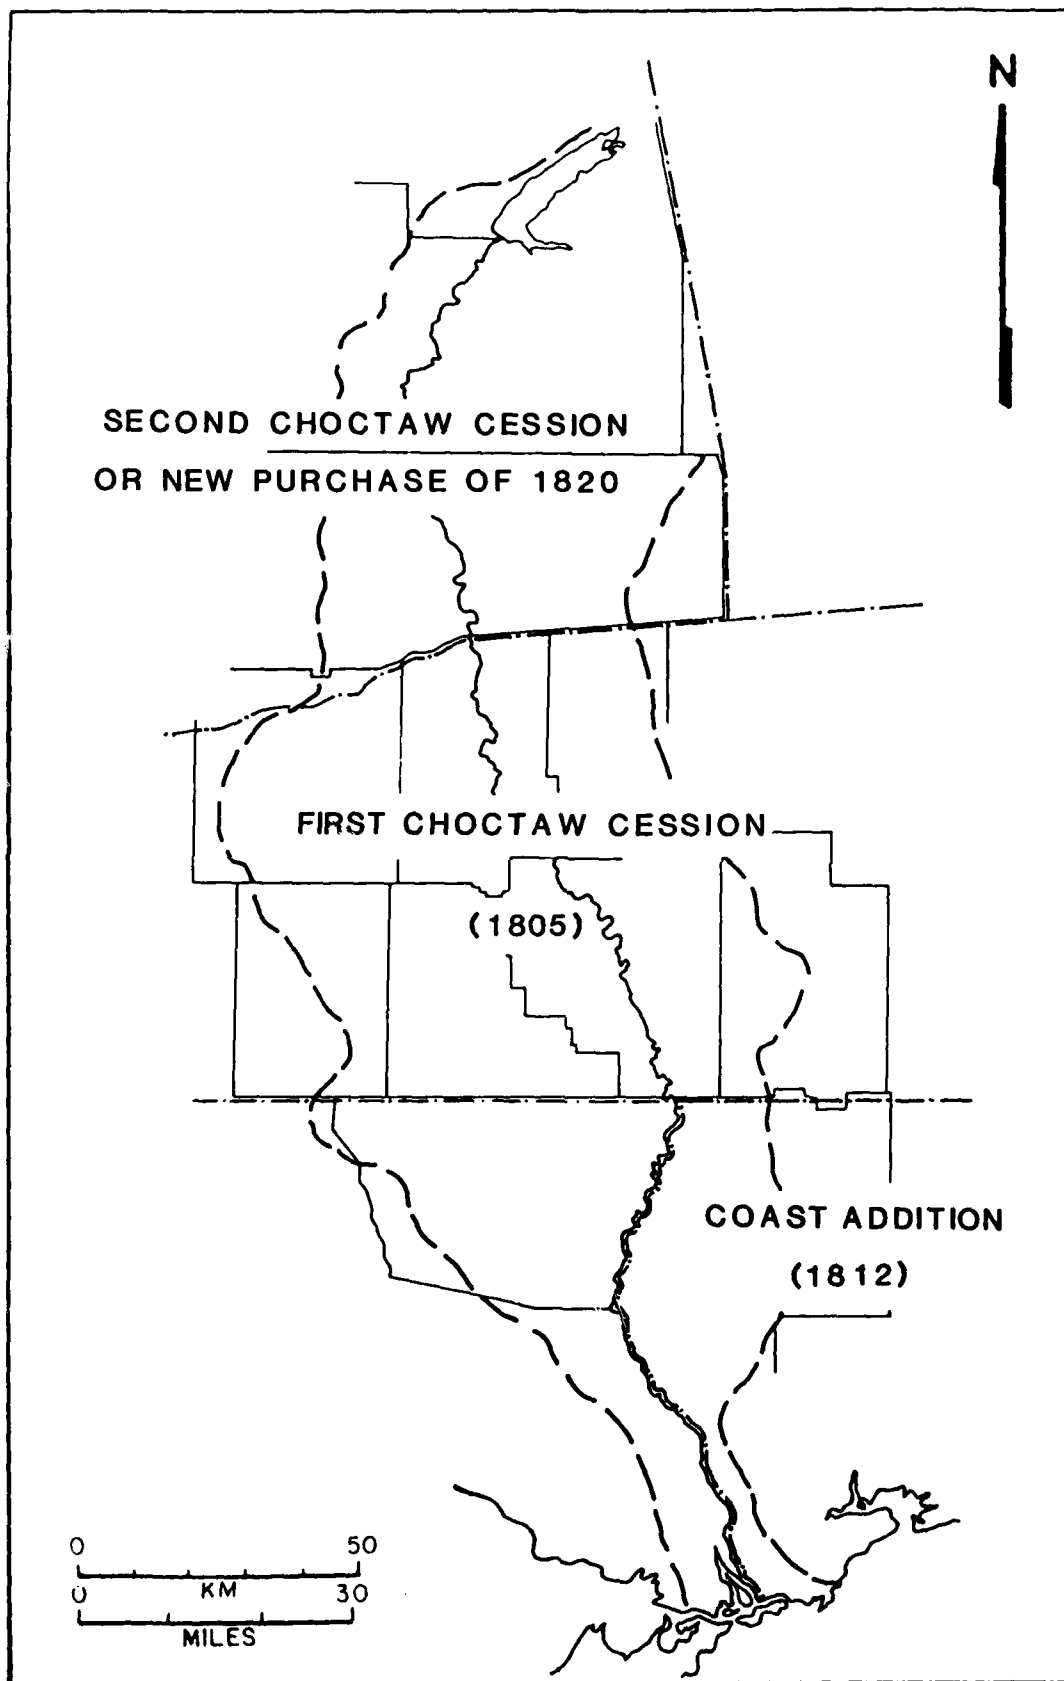 N
SECOND CHOCTAW CESSION
OR NEW PURCHASE OF 1820
FIRST CHOCTAW CESSION
(1805)
COAST ADDITION
(1812)
0 50
KM
0 30
MILES